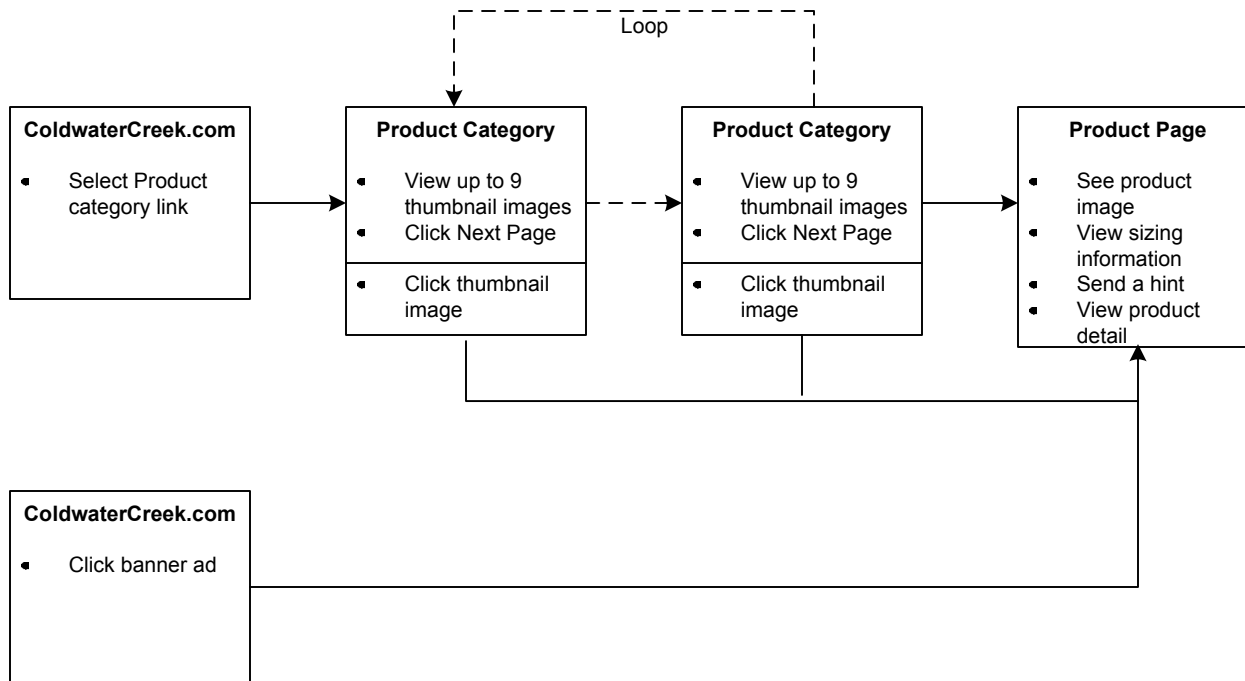 Loop
ColdwaterCreek.com
• Select Product
category link
Product Category
• View up to 9
thumbnail images
• Click Next Page
• Click thumbnail
image
Product Category
• View up to 9
thumbnail images
• Click Next Page
• Click thumbnail
image
Product Page
• See product
image
• View sizing
information
• Send a hint
• View product
detail
ColdwaterCreek.com
• Click banner ad